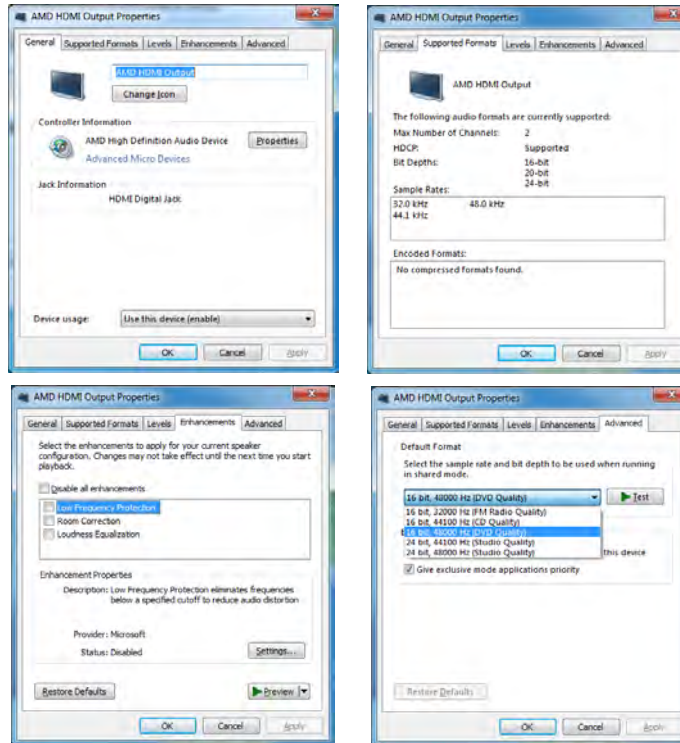 AMD HDMI Output Properties
General Supported Formats Levels Enhancements Advanced
AMD HDMI Output
Change Icon
Controller Information
AMD High Definition Audio Device Properties
Advanced Micro Devices
Jack Information
HDMI Digital Jack
Device usage: Use this device (enable)
OK Cancel Apply
AMD HDMI Output Properties
General Supported Formats Levels Enhancements Advanced
AMD HDMI Output
The following audio formats are currently supported:
Max Number of Channels: 2
HDCP: Supported
Bit Depths: 16-bit
20-bit
24-bit
Sample Rates:
32.0 kHz 48.0 kHz
44.1 kHz
Encoded Formats:
No compressed formats found.
OK Cancel Apply
AMD HDMI Output Properties
General Supported Formats Levels Enhancements Advanced
Select the enhancements to apply for your current speaker
configuration. Changes may not take effect until the next time you start
playback.
Disable all enhancements
Low Frequency Protection
Room Correction
Loudness Equalization
Enhancement Properties
Description: Low Frequency Protection eliminates frequencies
below a specified cutoff to reduce audio distortion
Provider: Microsoft
Status: Disabled Settings...
Restore Defaults Preview
OK Cancel Apply
AMD HDMI Output Properties
General Supported Formats Levels Enhancements Advanced
Default Format
Select the sample rate and bit depth to be used when running
in shared mode.
16 bit, 48000 Hz (DVD Quality) Test
16 bit, 32000 Hz (FM Radio Quality)
16 bit, 44100 Hz (CD Quality)
16 bit, 48000 Hz (DVD Quality)
24 bit, 44100 Hz (Studio Quality)
24 bit, 48000 Hz (Studio Quality) this device
Give exclusive mode applications priority
Restore Defaults
OK Cancel Apply